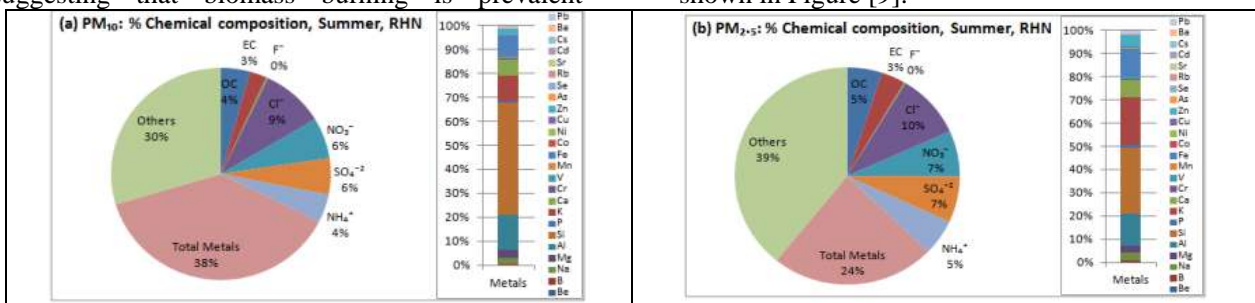 suggesting that biomass burning is prevalent
shown in Figure [9].
(a) PM₁₀: % Chemical composition, Summer, RHN
EC
3%
F⁻
0%
OC
4%
Cl⁻
9%
NO₃⁻
6%
SO₄⁻²
6%
NH₄⁺
4%
Total Metals
38%
Others
30%
100%
90%
80%
70%
60%
50%
40%
30%
20%
10%
0%
Metals
Pb
Ba
Cs
Cd
Sr
Rb
Se
As
Zn
Cu
Ni
Co
Fe
Mn
V
Cr
Ca
K
P
Si
Al
Mg
Na
B
Be
(b) PM₂.₅: % Chemical composition, Summer, RHN
EC
3%
F⁻
0%
OC
5%
Cl⁻
10%
NO₃⁻
7%
SO₄⁻²
7%
NH₄⁺
5%
Total Metals
24%
Others
39%
100%
90%
80%
70%
60%
50%
40%
30%
20%
10%
0%
Metals
Pb
Ba
Cs
Cd
Sr
Rb
Se
As
Zn
Cu
Ni
Co
Fe
Mn
V
Cr
Ca
K
P
Si
Al
Mg
Na
B
Be